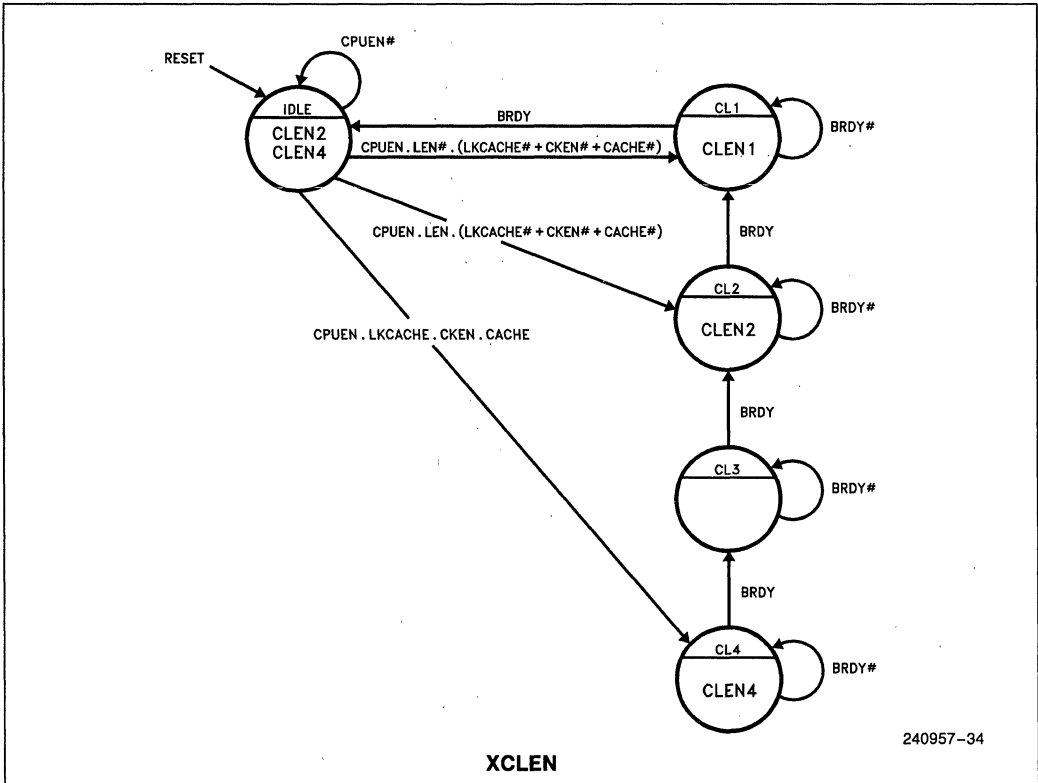 CPUEN#
RESET
IDLE
CLEN2
CLEN4
BRDY
CPUEN.LEN#.(LKCACHE#+CKEN#+CACHE#)
CL1
CLEN1
BRDY#
CPUEN.LEN.(LKCACHE#+CKEN#+CACHE#)
BRDY
CL2
CLEN2
BRDY#
CPUEN.LKCACHE.CKEN.CACHE
BRDY
CL3
BRDY#
BRDY
CL4
CLEN4
BRDY#
240957-34
XCLEN